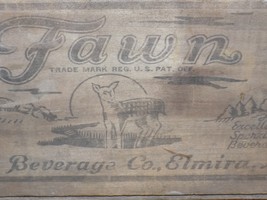 Fawn
TRADE MARK REG. U.S. PAT. OFF.
Beverage Co., Elmira,